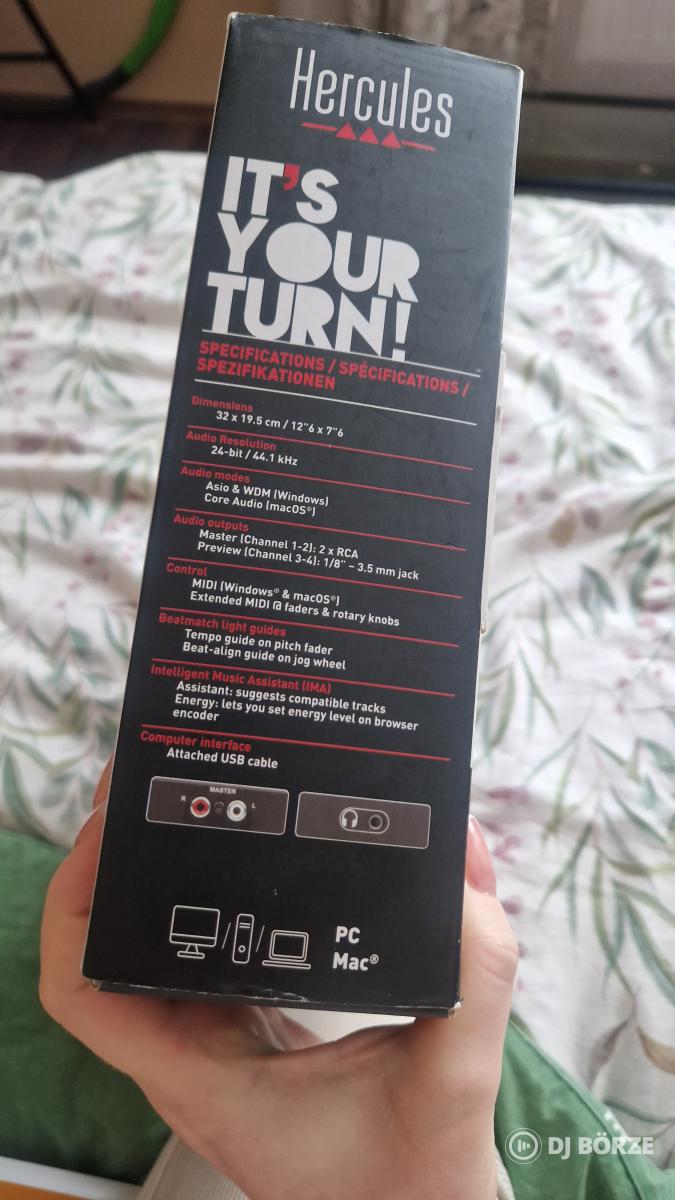 Hercules
IT'S
YOUR
TURN!
SPECIFICATIONS / SPÉCIFICATIONS /
SPEZIFIKATIONEN
Dimensions
32 x 19.5 cm / 12"6 x 7"6
Audio Resolution
24-bit / 44.1 kHz
Audio modes
Asio & WDM (Windows)
Core Audio (macOS®)
Audio outputs
Master (Channel 1-2): 2 x RCA
Preview (Channel 3-4): 1/8" – 3.5 mm jack
Control
MIDI (Windows® & macOS®)
Extended MIDI @ faders & rotary knobs
Beatmatch light guides
Tempo guide on pitch fader
Beat-align guide on jog wheel
Intelligent Music Assistant (IMA)
Assistant: suggests compatible tracks
Energy: lets you set energy level on browser
encoder
Computer interface
Attached USB cable
MASTER
R L
PC
Mac®
DJ BÖRZE